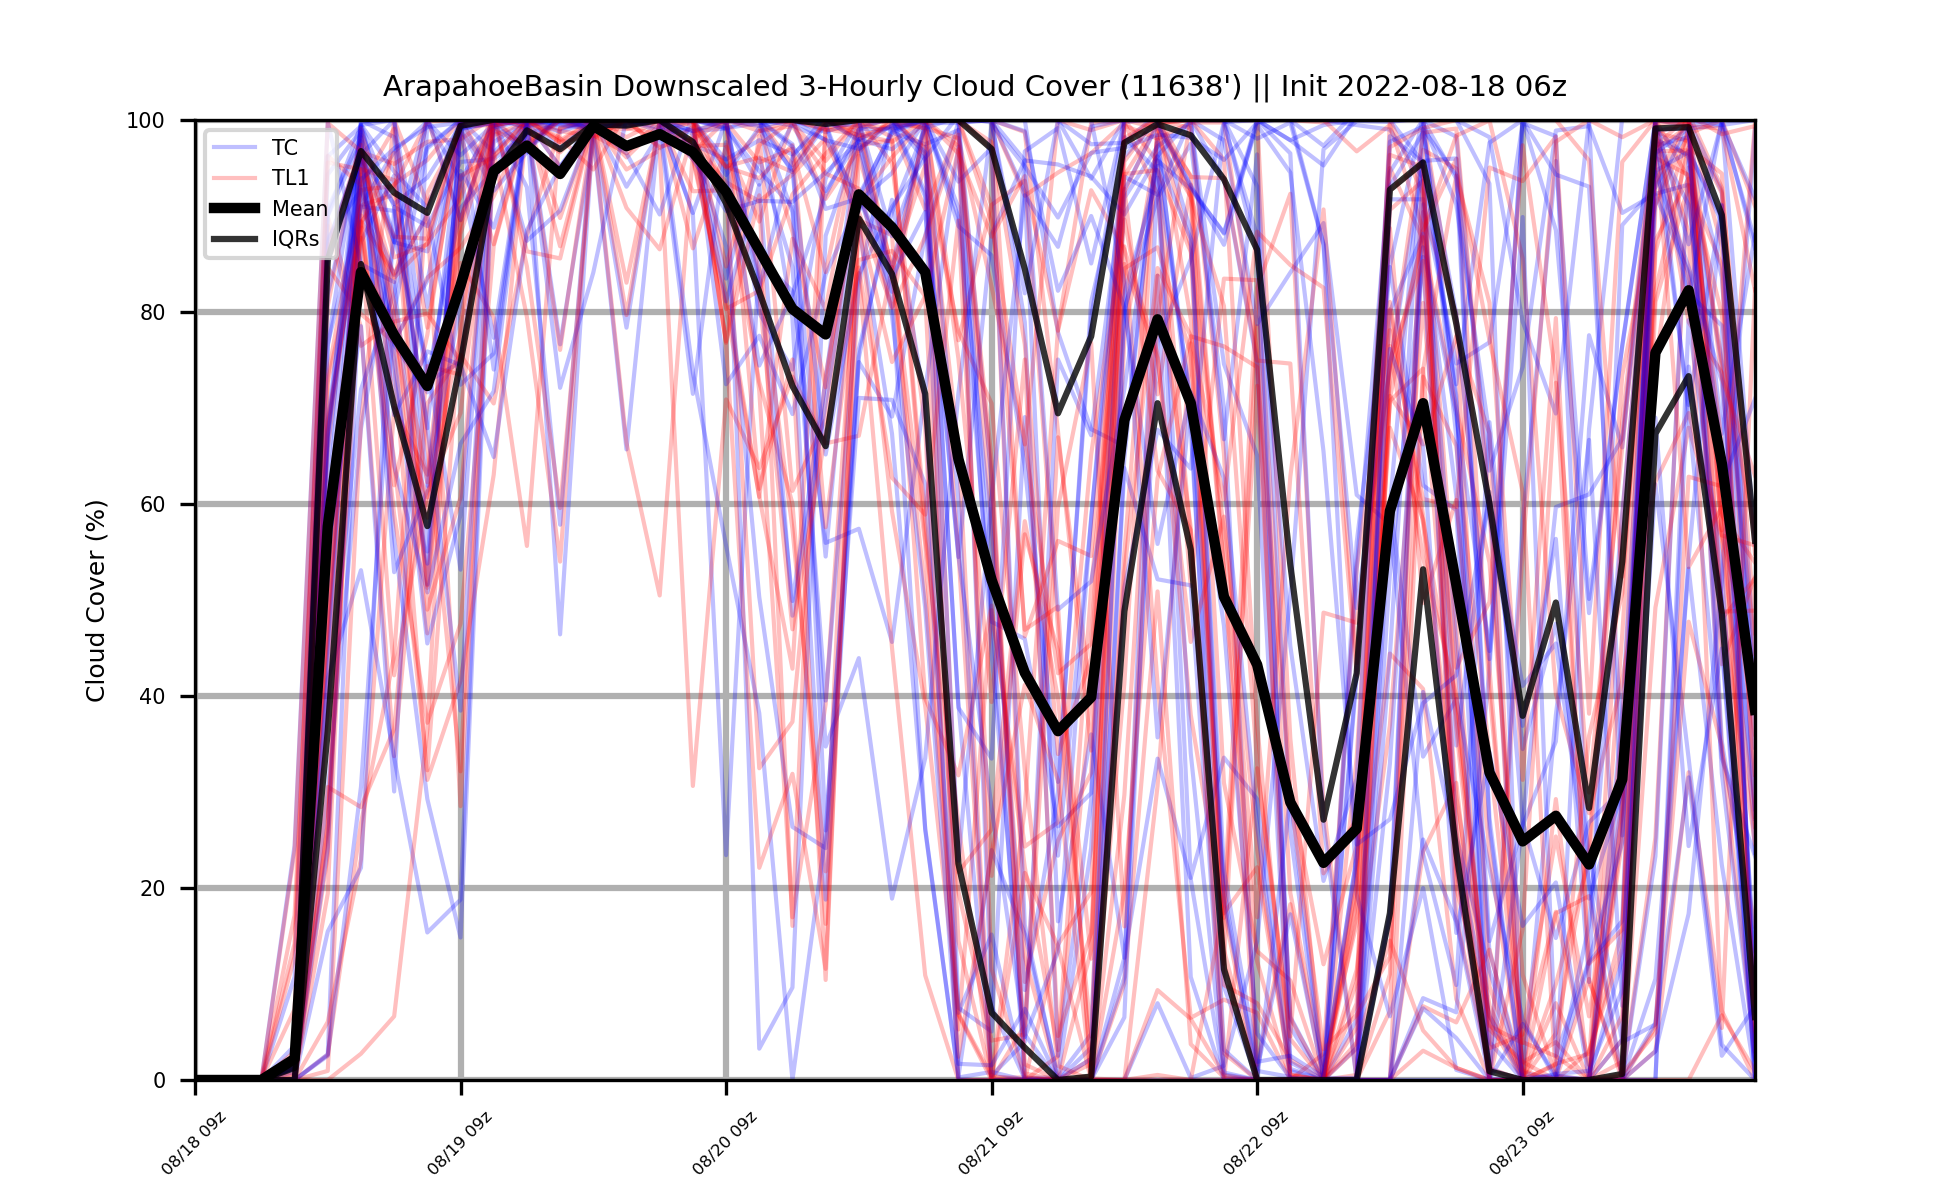 ArapahoeBasin Downscaled 3-Hourly Cloud Cover (11638') || Init 2022-08-18 06z
TC
TL1
Mean
IQRs
Cloud Cover (%)
100
80
60
40
20
0
08/18 09z
08/19 09z
08/20 09z
08/21 09z
08/22 09z
08/23 09z